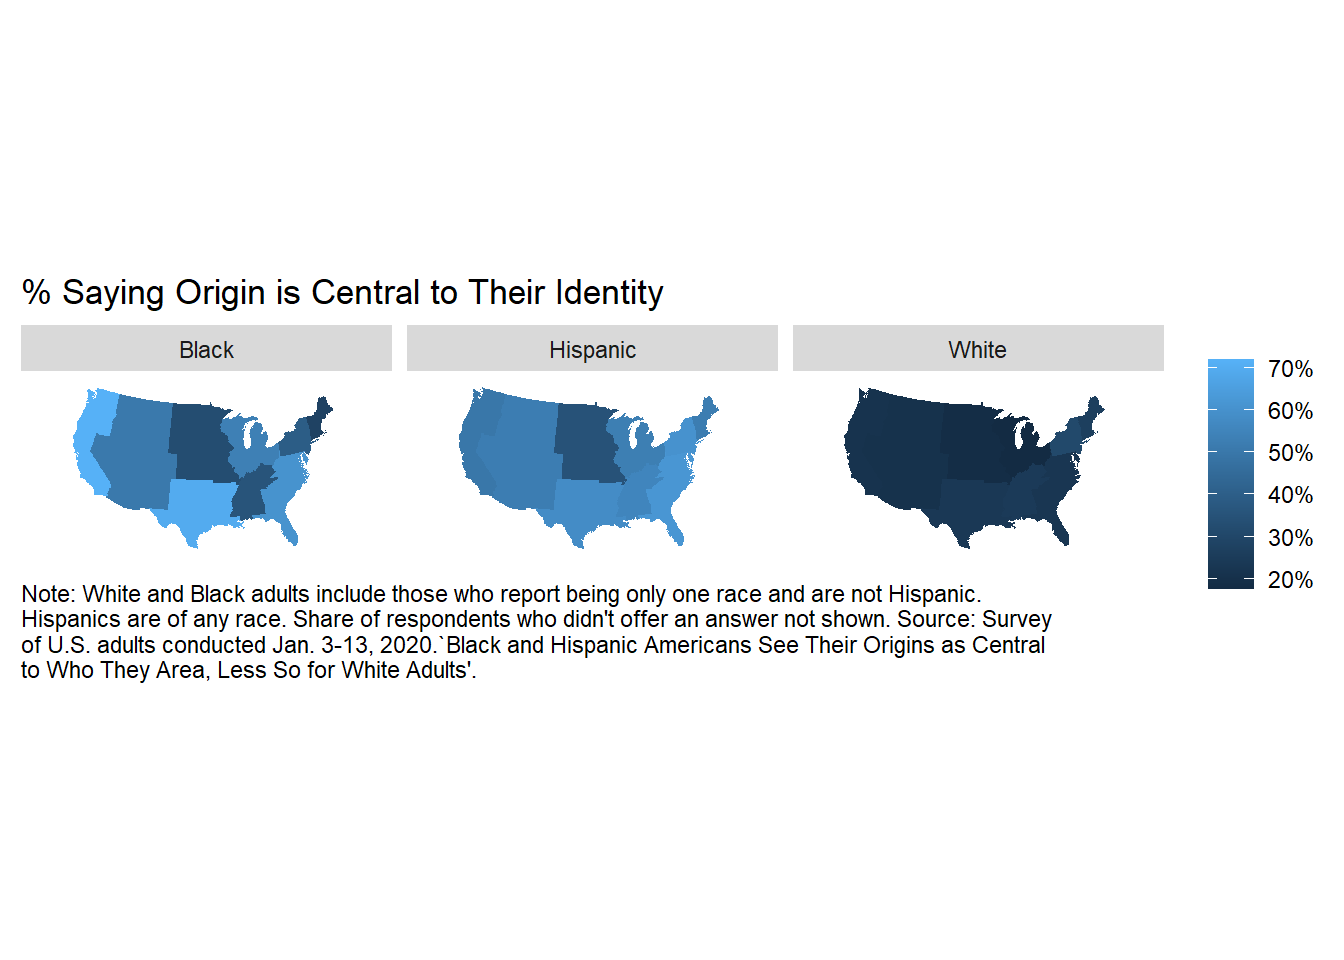 % Saying Origin is Central to Their Identity
Black
Hispanic
White
70%
60%
50%
40%
30%
20%
Note: White and Black adults include those who report being only one race and are not Hispanic.
Hispanics are of any race. Share of respondents who didn't offer an answer not shown. Source: Survey
of U.S. adults conducted Jan. 3-13, 2020.`Black and Hispanic Americans See Their Origins as Central
to Who They Area, Less So for White Adults'.